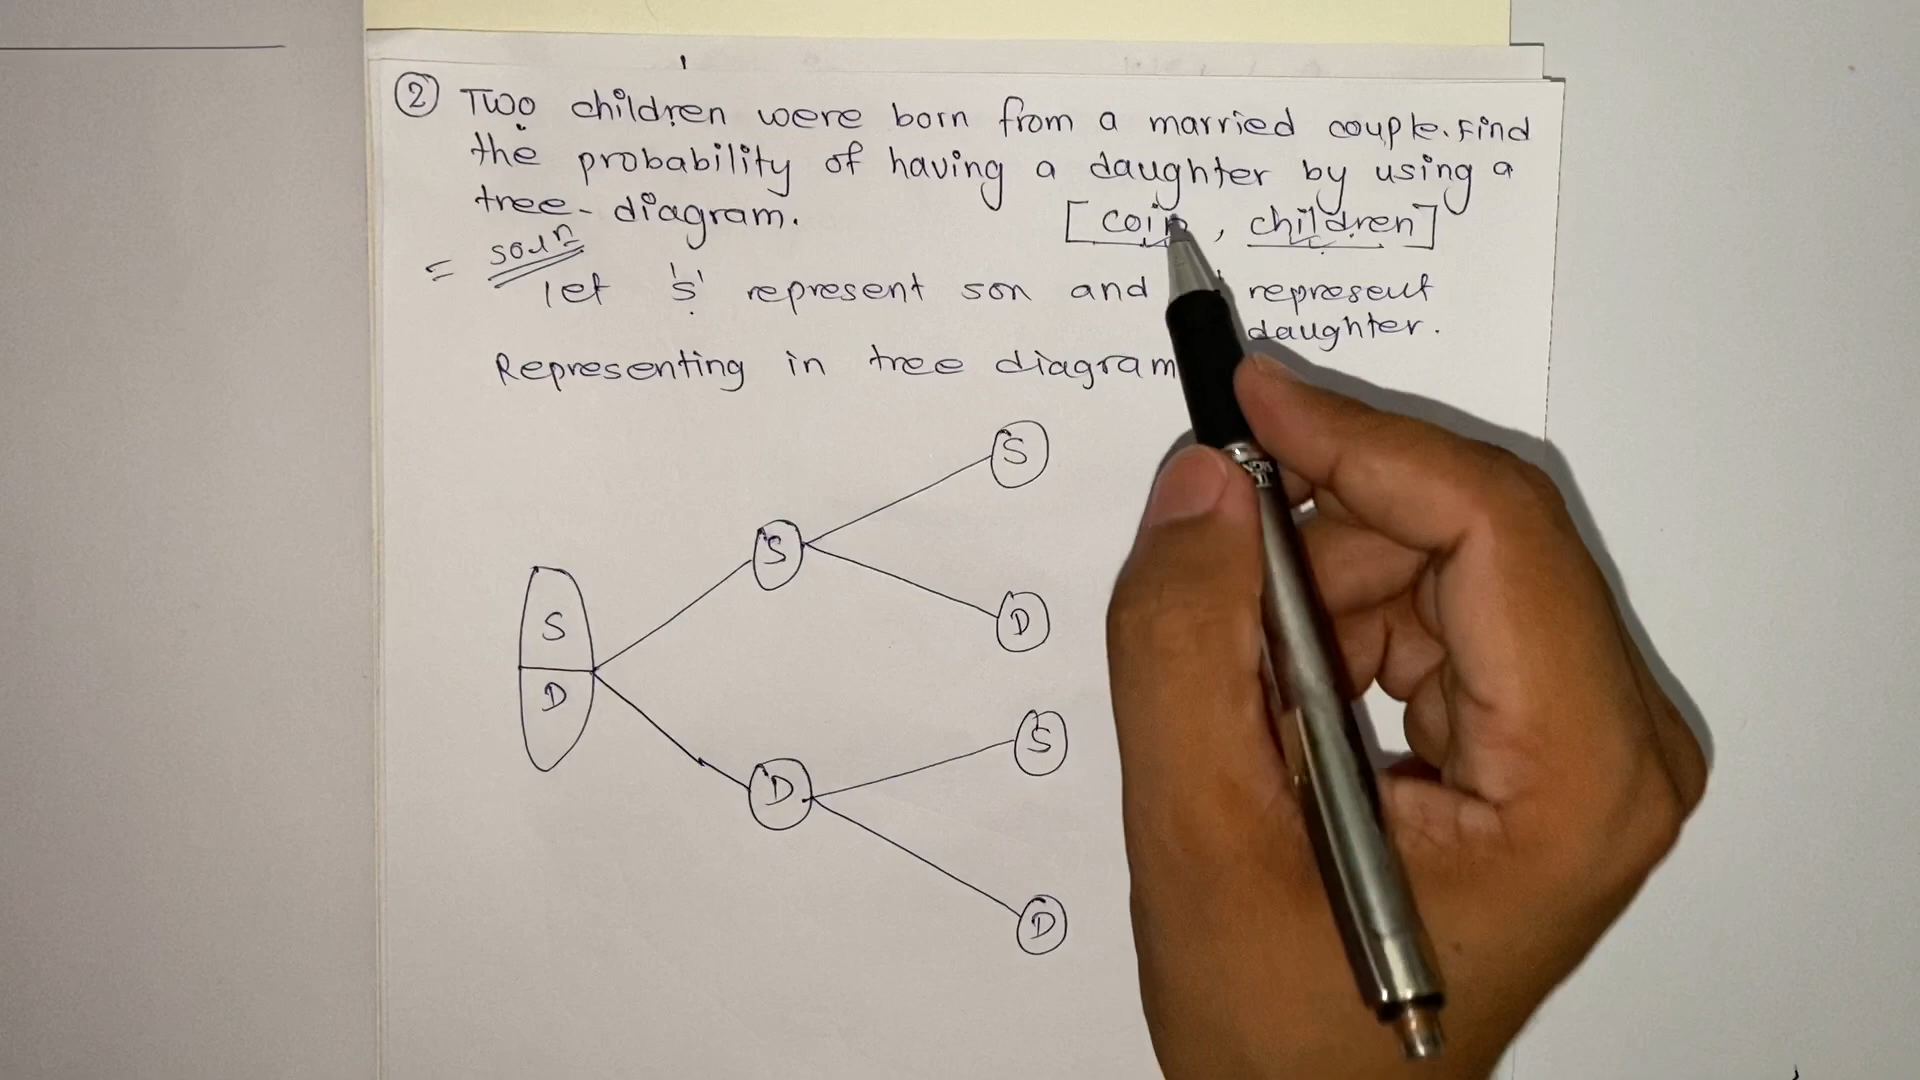 ② Two children were born from a married couple. Find
the probability of having a daughter by using a
tree-diagram.
[coin, children]
= soln
let 's' represent son and represent
daughter.
Representing in tree diagram
S
S
D
S
D
S
D
D